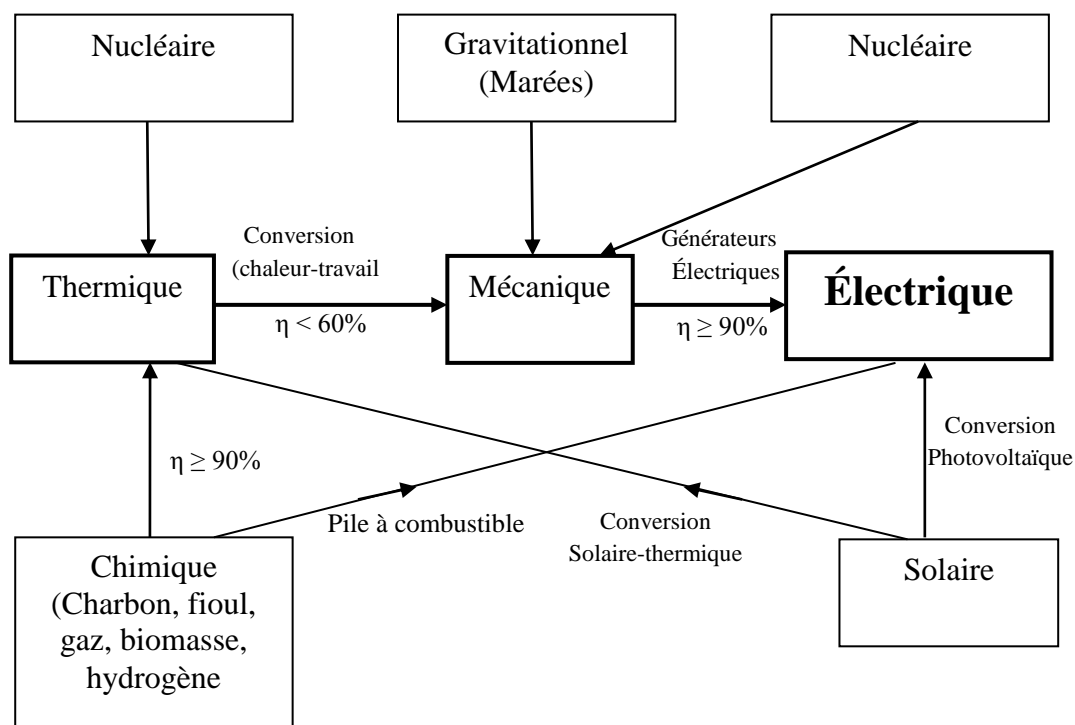 Nucléaire
Gravitationnel
(Marées)
Nucléaire
Conversion
(chaleur-travail
Générateurs
Électriques
Thermique
Mécanique
Électrique
η < 60%
η ≥ 90%
η ≥ 90%
Conversion
Photovoltaïque
Pile à combustible
Conversion
Solaire-thermique
Chimique
(Charbon, fioul,
gaz, biomasse,
hydrogène
Solaire